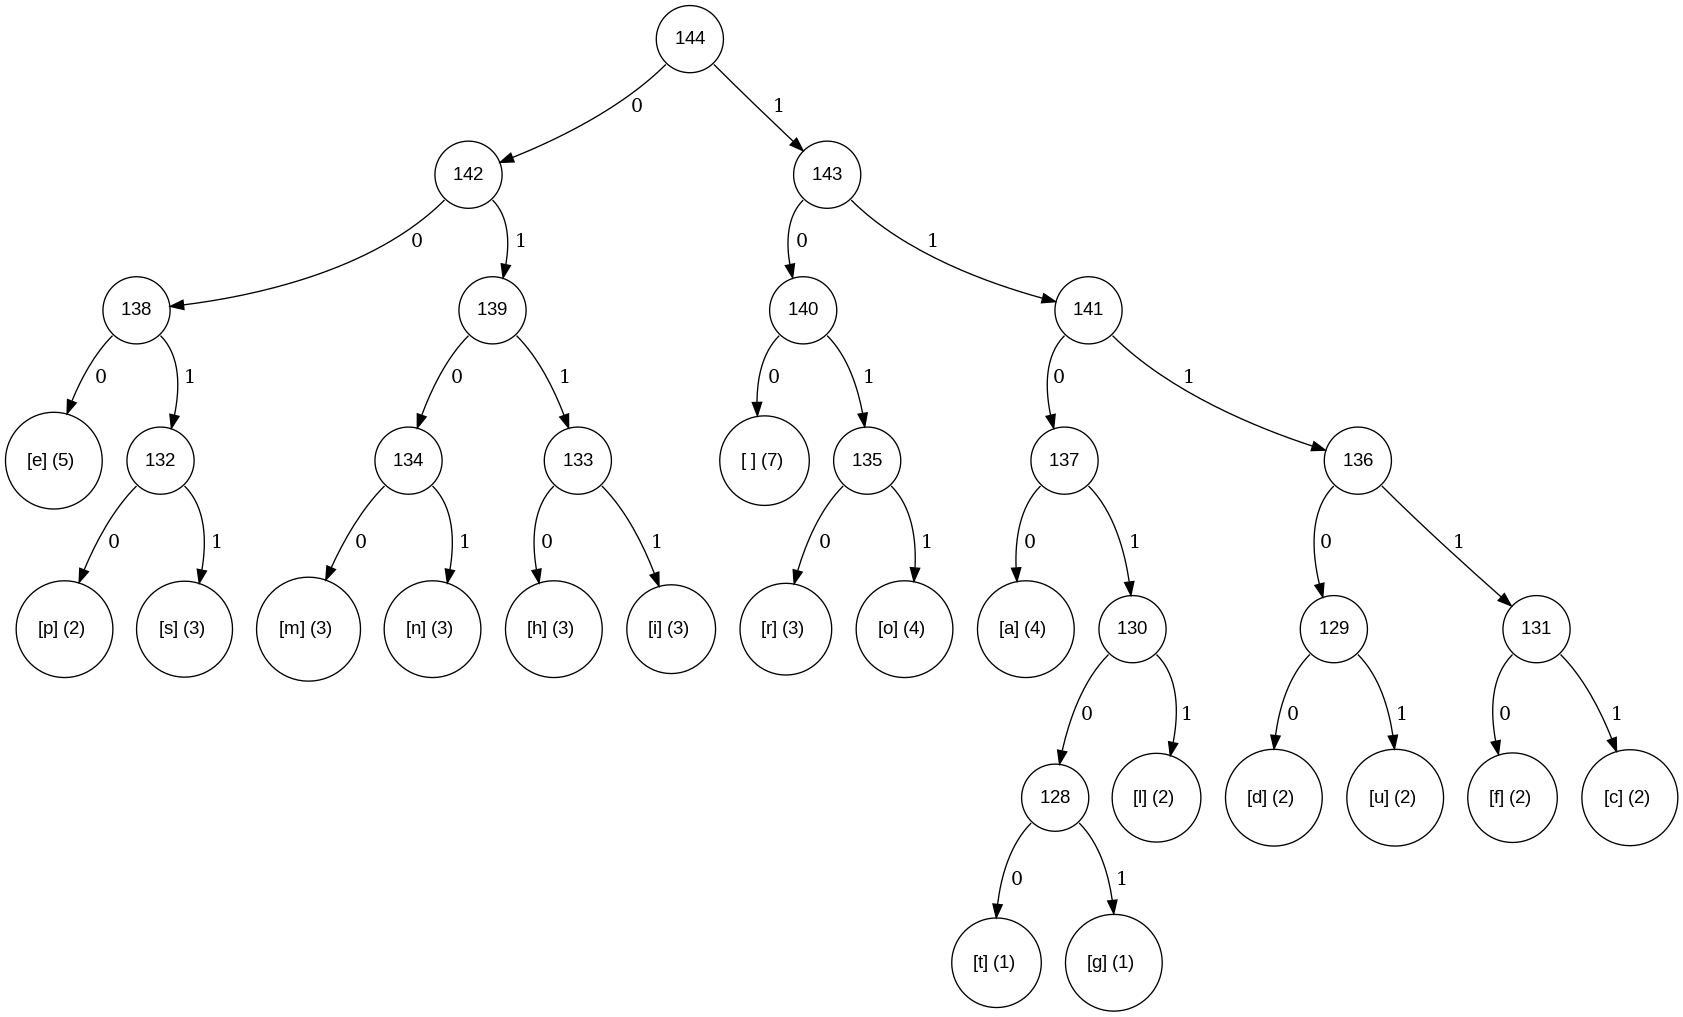 144
0 1
142 143
0 1 0 1
138 139 140 141
0 1 0 1 0 1 0 1
[e] (5) 132 134 133 [ ] (7) 135 137 136
0 1 0 1 0 1 0 1 0 1 0 1
[p] (2) [s] (3) [m] (3) [n] (3) [h] (3) [i] (3) [r] (3) [o] (4) [a] (4) 130 129 131
0 1 0 1 0 1
128 [l] (2) [d] (2) [u] (2) [f] (2) [c] (2)
0 1
[t] (1) [g] (1)